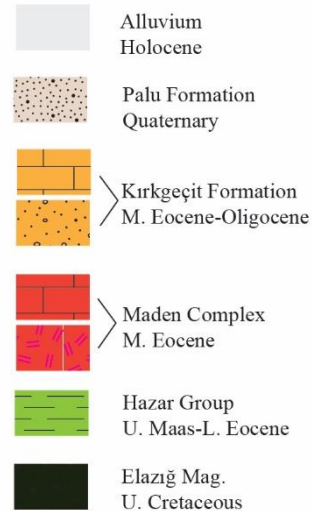 Alluvium
Holocene
Palu Formation
Quaternary
Kırkgeçit Formation
M. Eocene-Oligocene
Maden Complex
M. Eocene
Hazar Group
U. Maas-L. Eocene
Elazığ Mag.
U. Cretaceous